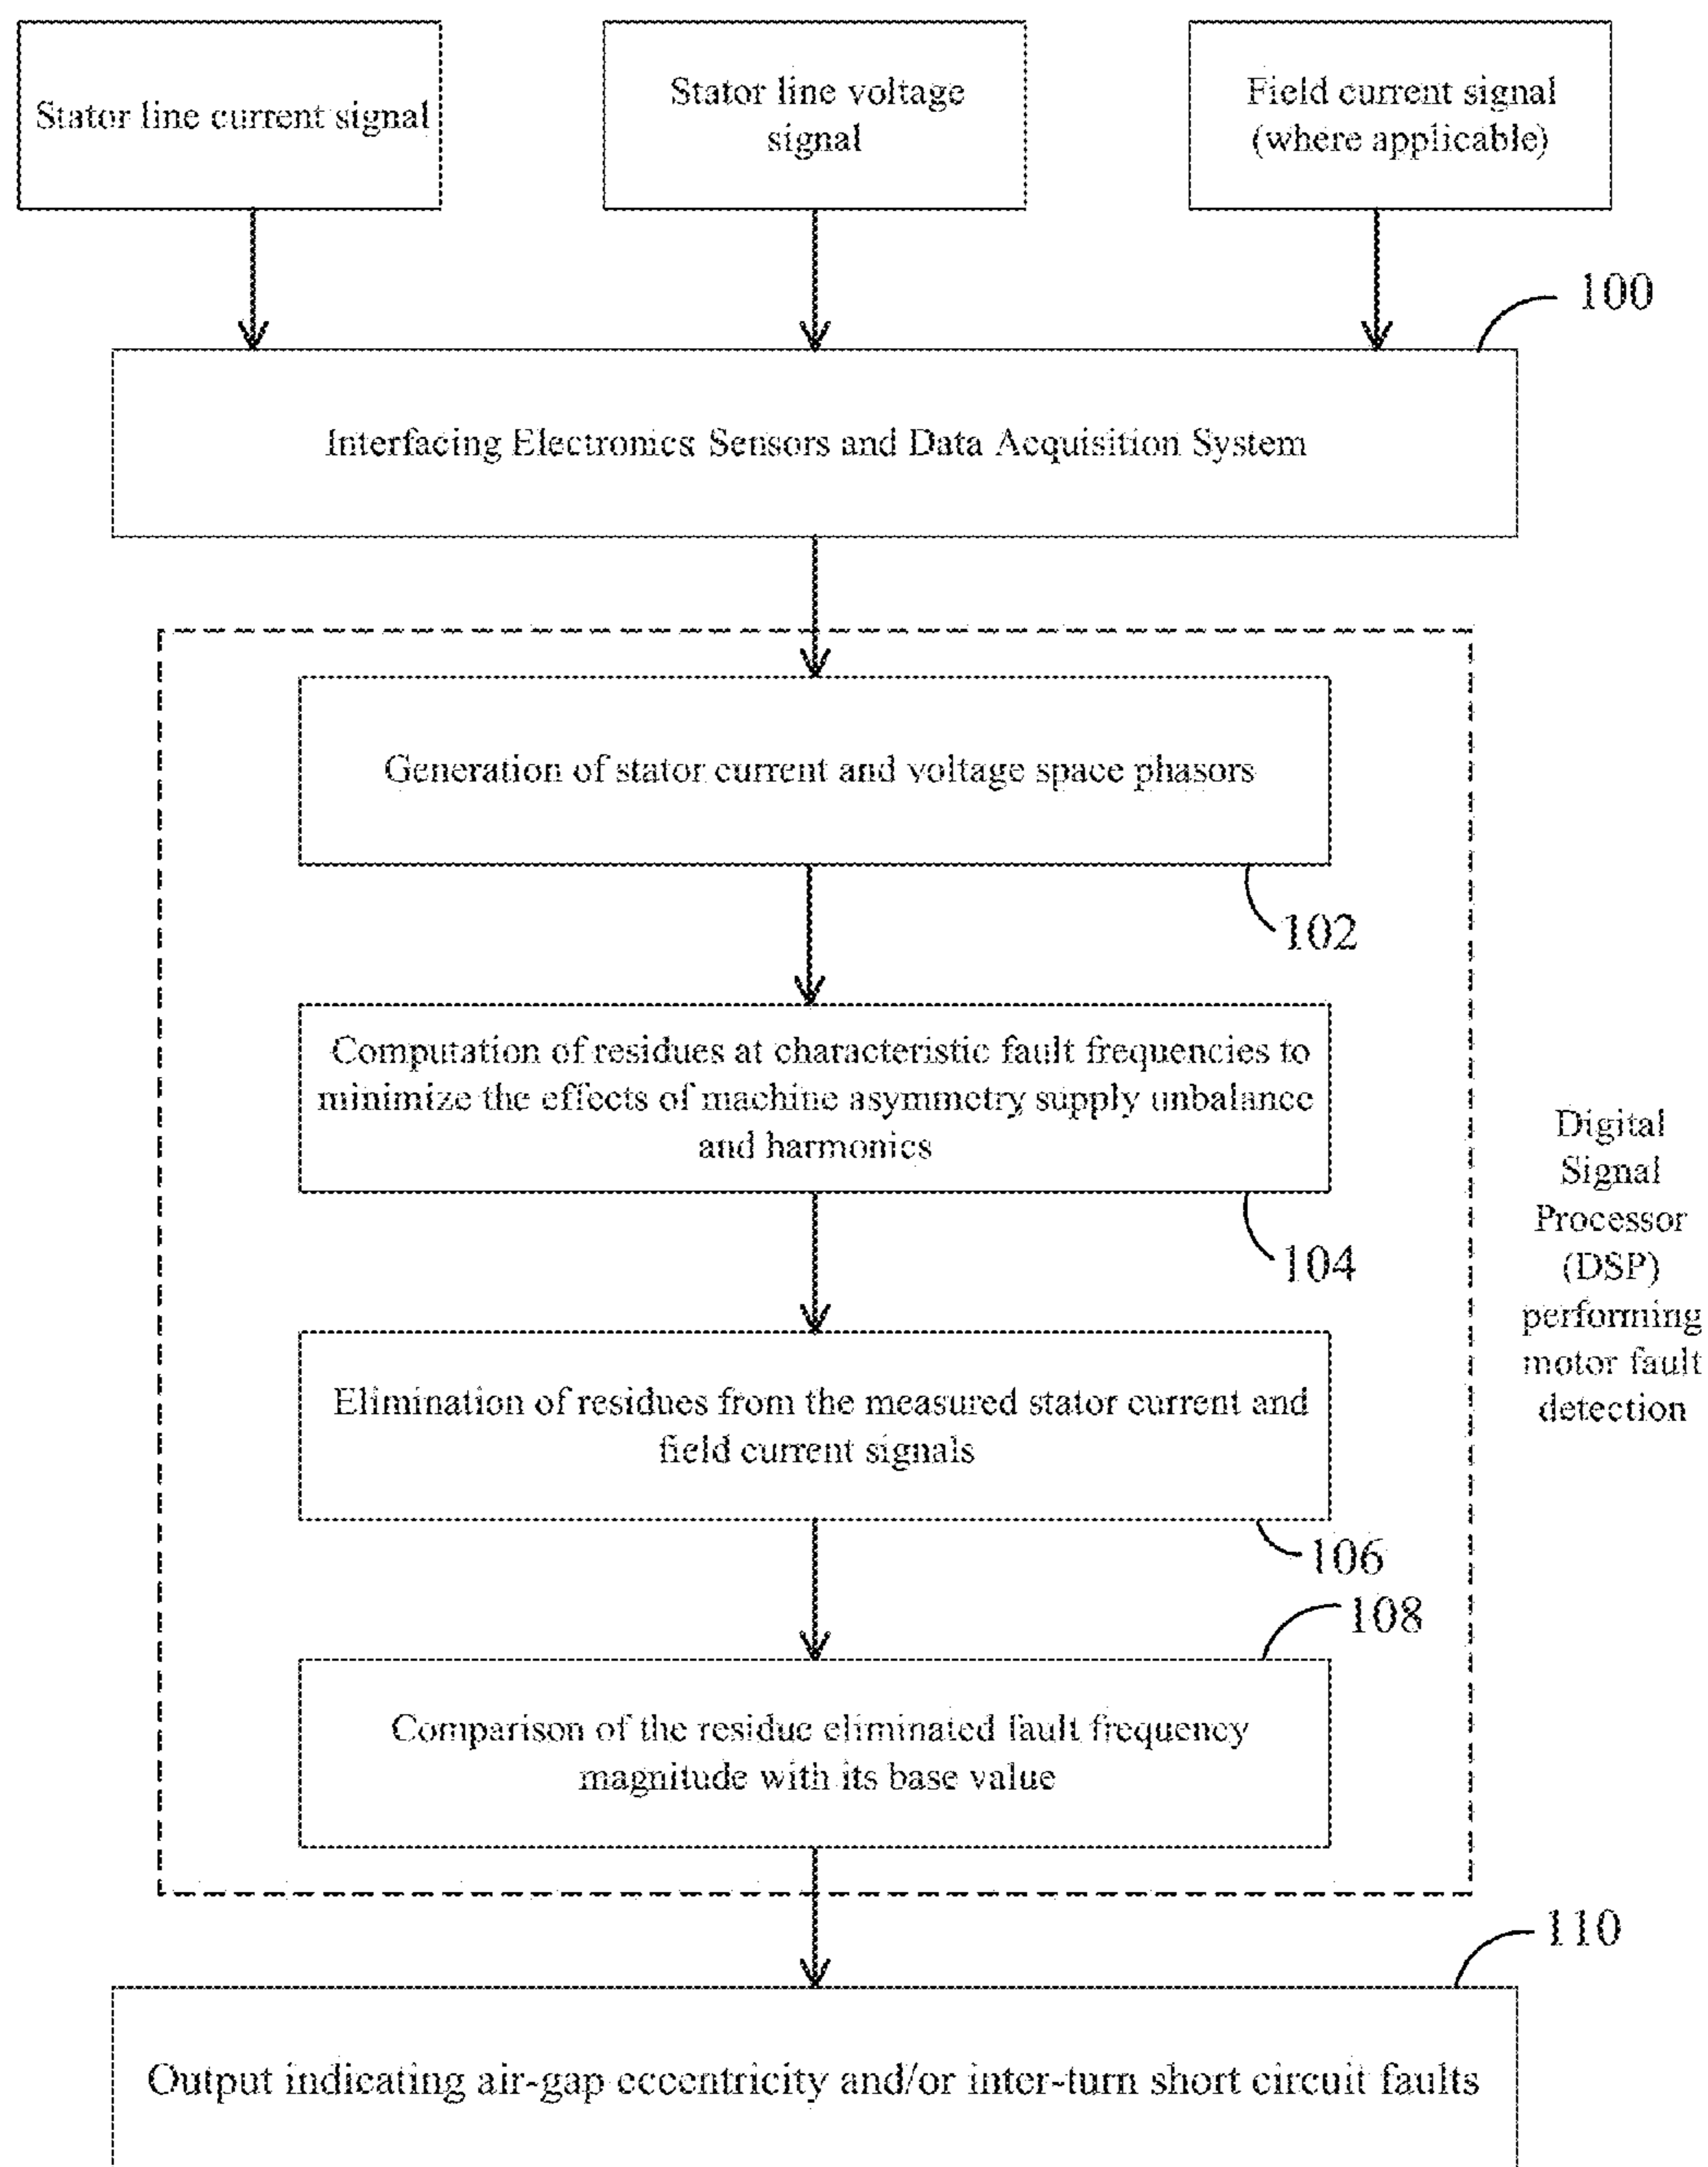 Stator line current signal
Stator line voltage
signal
Field current signal
(where applicable)
100
Interfacing Electronics Sensors and Data Acquisition System
Generation of stator current and voltage space phasors
102
Computation of residues at characteristic fault frequencies to
minimize the effects of machine asymmetry, supply unbalance
and harmonics
104
Digital
Signal
Processor
(DSP)
performing
motor fault
detection
Elimination of residues from the measured stator current and
field current signals
106
108
Comparison of the residue eliminated fault frequency
magnitude with its base value
110
Output indicating air-gap eccentricity and/or inter-turn short circuit faults